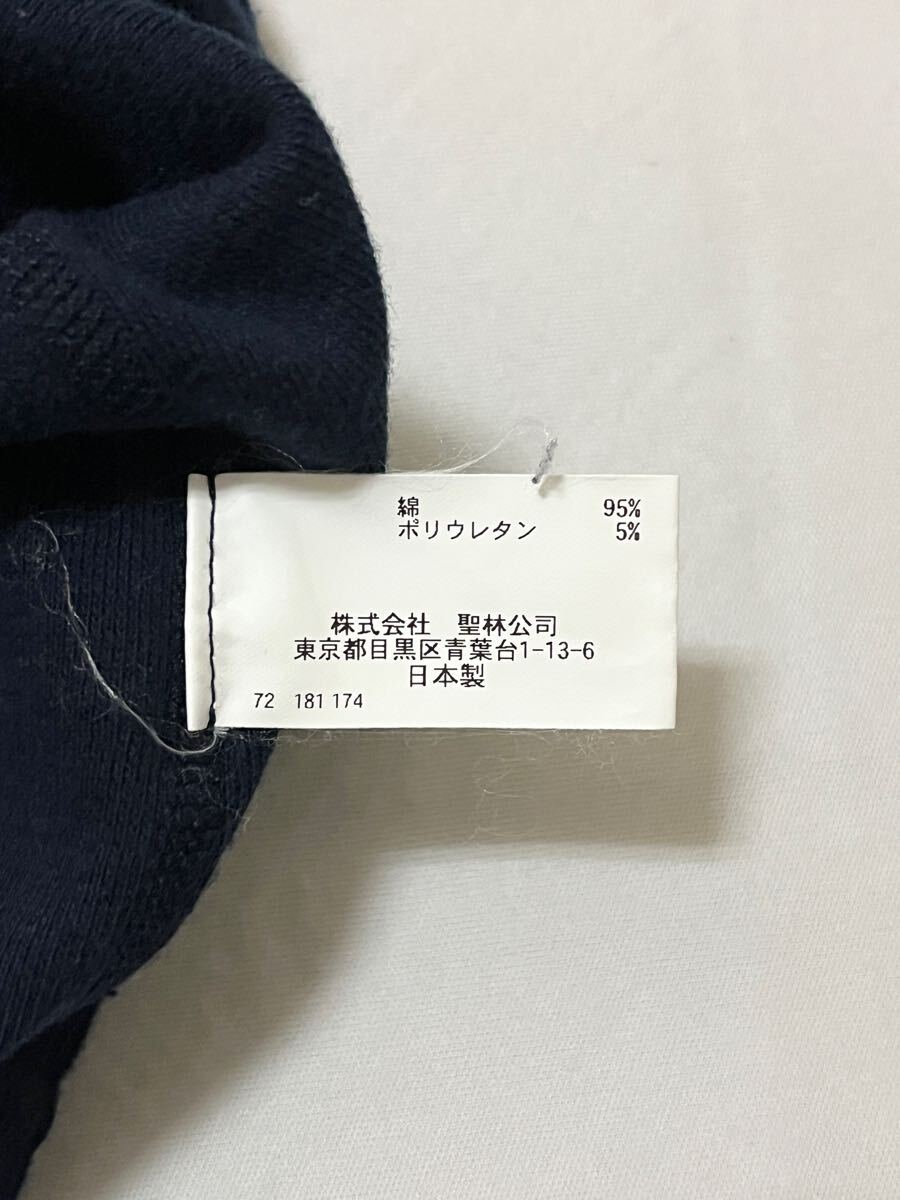 綿 95%
ポリウレタン 5%
株式会社 聖林公司
東京都目黒区青葉台1-13-6
日本製
72 181 174